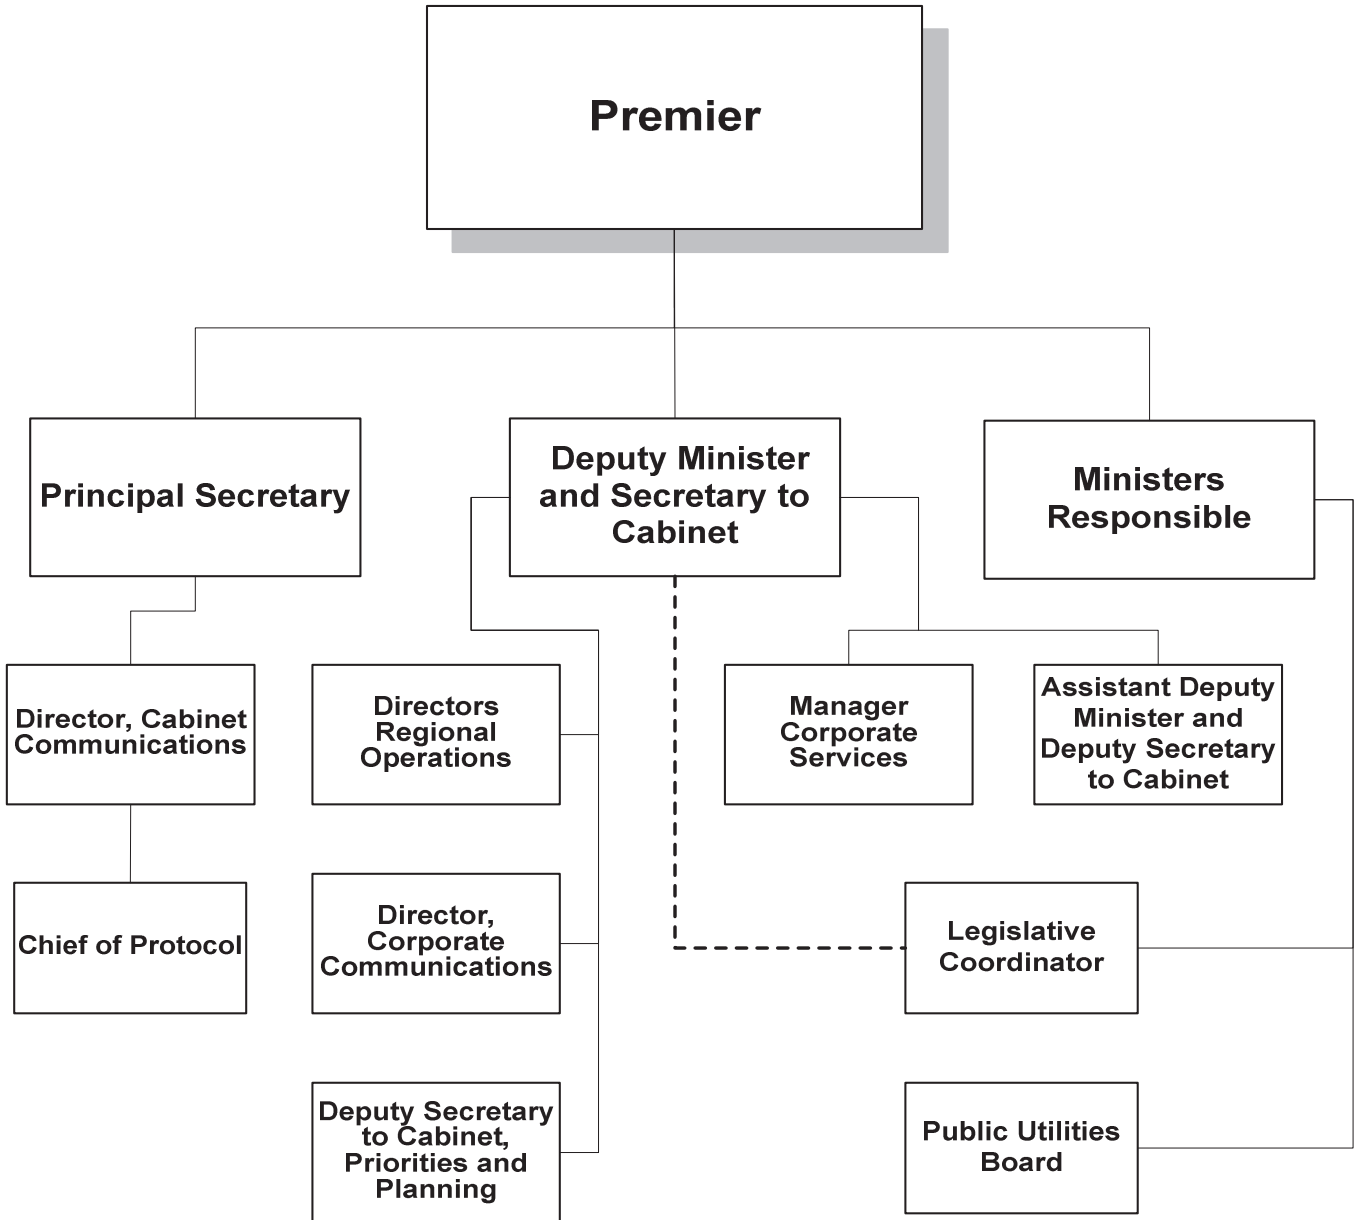 Premier
Principal Secretary
Deputy Minister
and Secretary to
Cabinet
Ministers
Responsible
Director, Cabinet
Communications
Directors
Regional
Operations
Manager
Corporate
Services
Assistant Deputy
Minister and
Deputy Secretary
to Cabinet
Chief of Protocol
Director,
Corporate
Communications
Legislative
Coordinator
Deputy Secretary
to Cabinet,
Priorities and
Planning
Public Utilities
Board